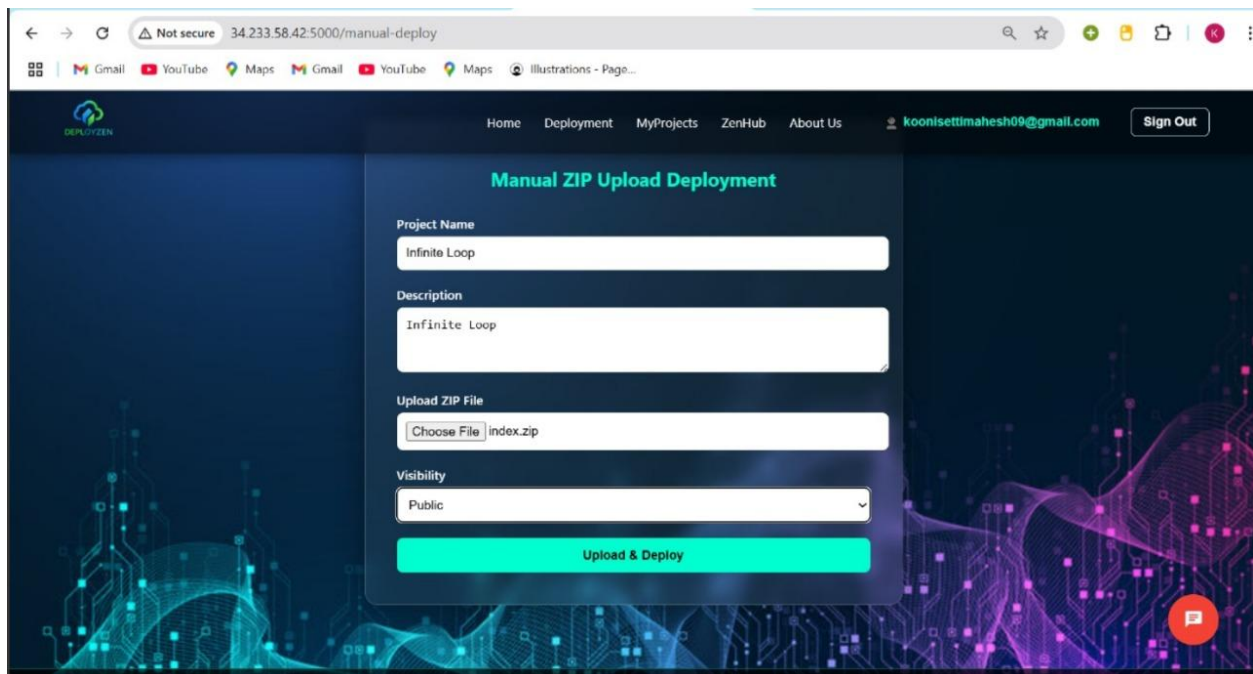 Not secure 34.233.58.42:5000/manual-deploy
K
Gmail YouTube Maps Gmail YouTube Maps Illustrations - Page...
DEPLOYZEN
Home Deployment MyProjects ZenHub About Us koonisettimahesh09@gmail.com Sign Out
Manual ZIP Upload Deployment
Project Name
Infinite Loop
Description
Infinite Loop
Upload ZIP File
Choose File index.zip
Visibility
Public
Upload & Deploy